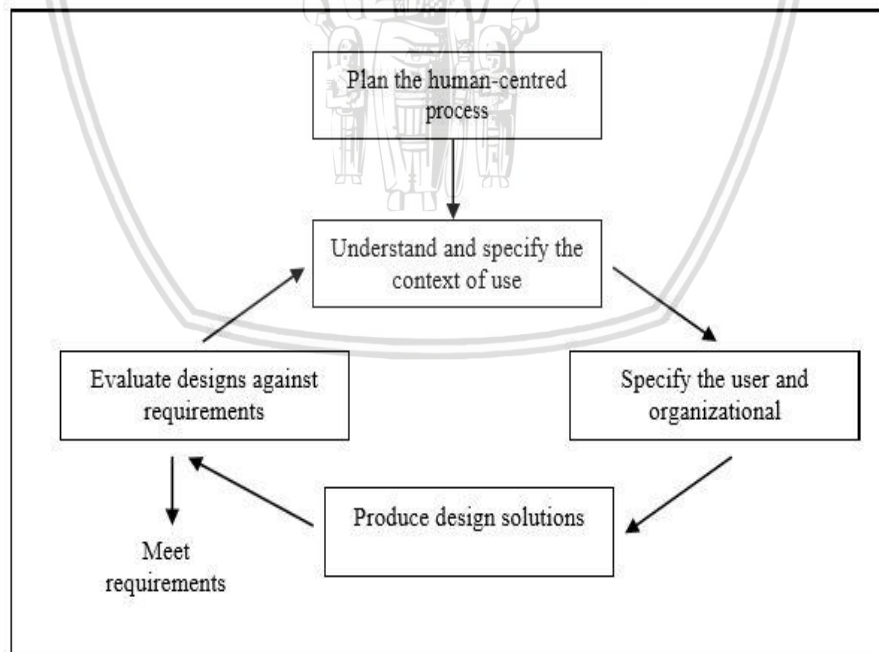 Plan the human-centred
process
Understand and specify the
context of use
Evaluate designs against
requirements
Specify the user and
organizational
Produce design solutions
Meet
requirements